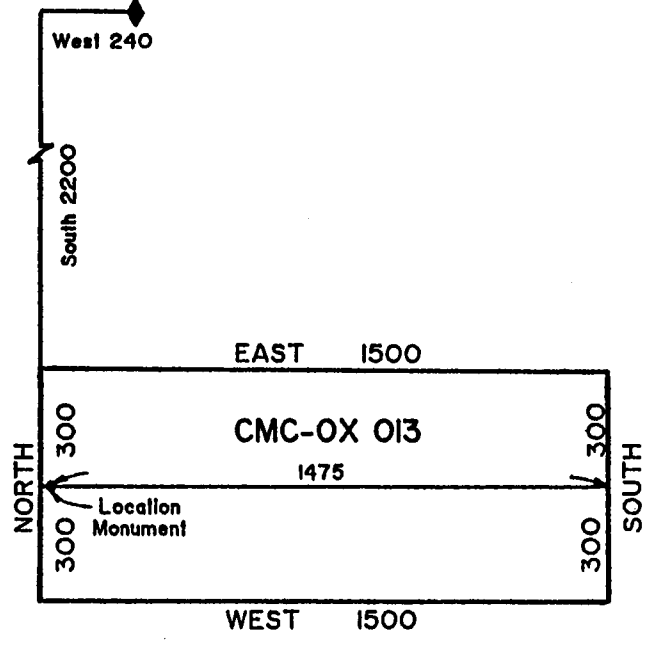 West 240
South 2200
EAST 1500
300
CMC-OX 013
300
NORTH
1475
SOUTH
Location
Monument
300
300
WEST 1500